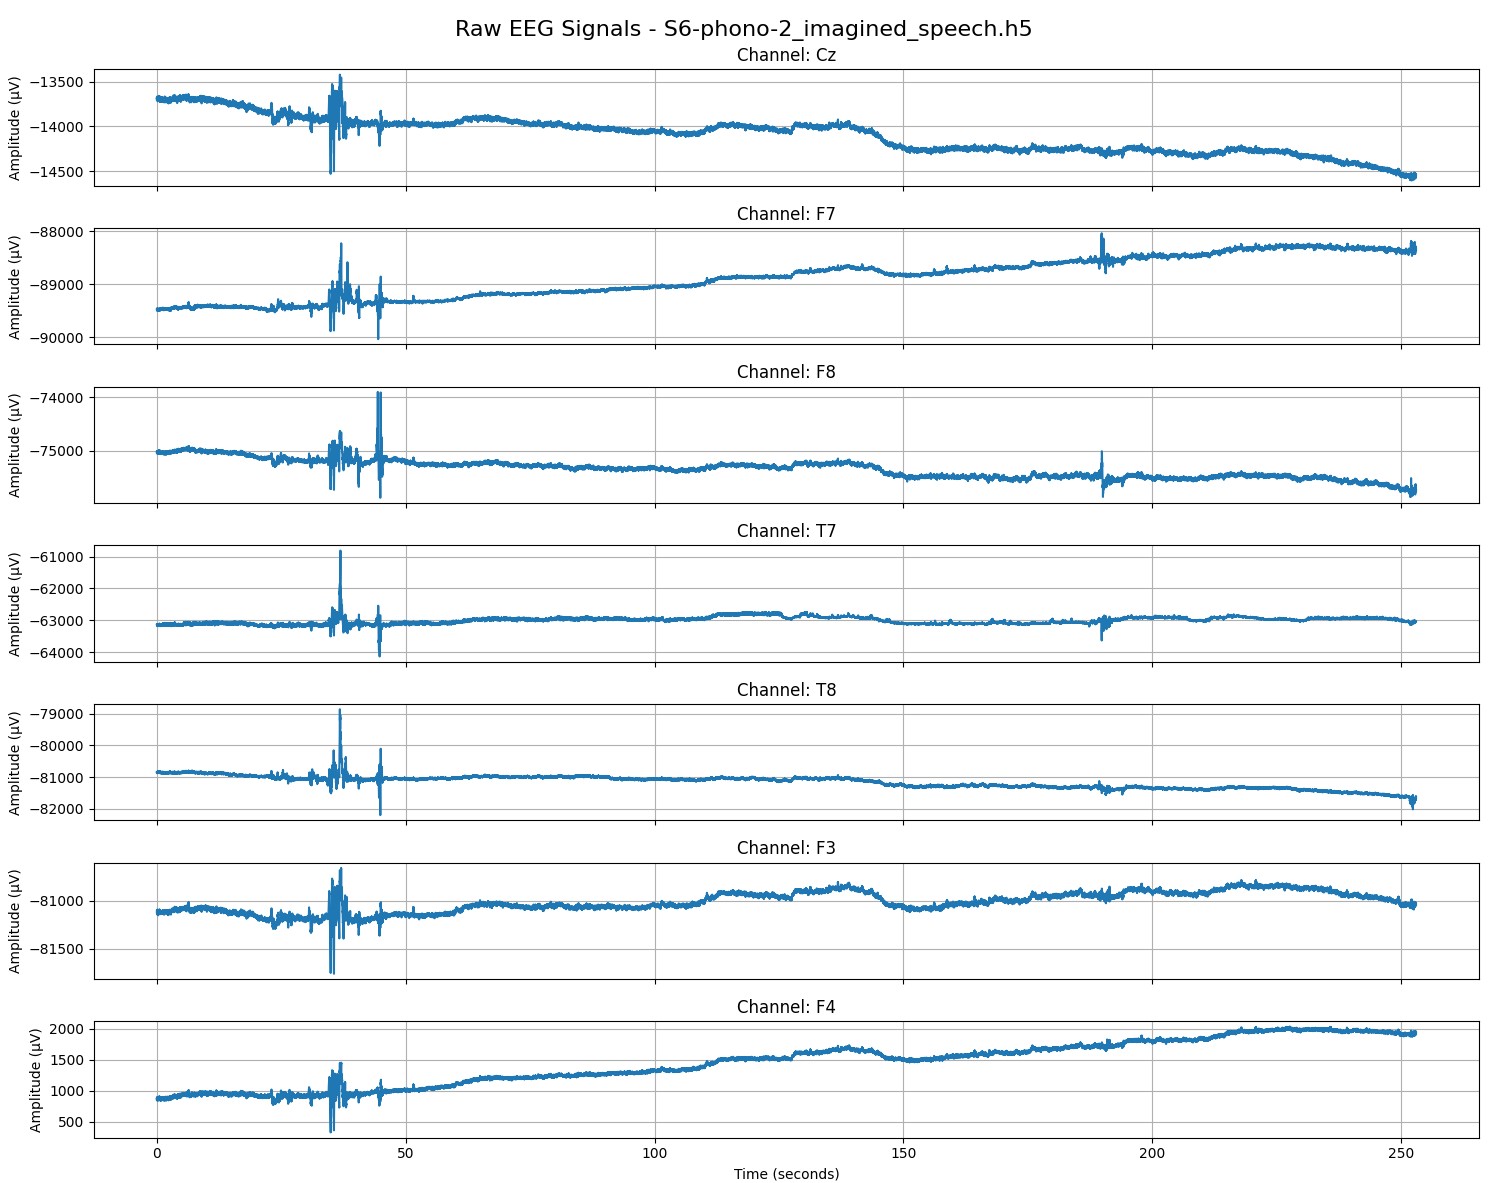 Raw EEG Signals - S6-phono-2_imagined_speech.h5
Channel: Cz
Amplitude (µV)
−13500
−14000
−14500
Channel: F7
Amplitude (µV)
−88000
−89000
−90000
Channel: F8
Amplitude (µV)
−74000
−75000
Channel: T7
Amplitude (µV)
−61000
−62000
−63000
−64000
Channel: T8
Amplitude (µV)
−79000
−80000
−81000
−82000
Channel: F3
Amplitude (µV)
−81000
−81500
Channel: F4
Amplitude (µV)
2000
1500
1000
500
0 50 100 150 200 250
Time (seconds)